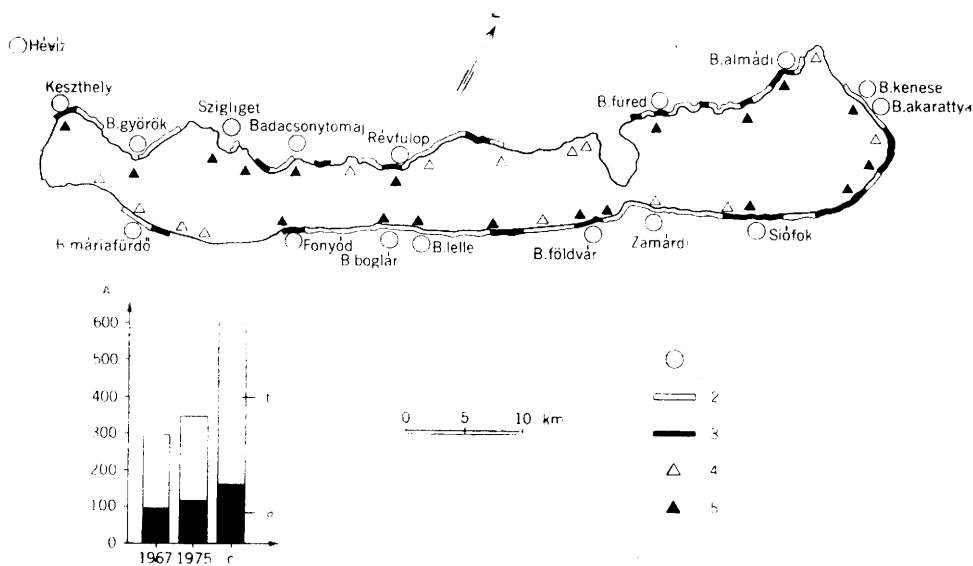 Hévíz
B.almádi
Keszthely
B.kenese
B.füred
B.akarattya
Szigliget
B.györök
Badacsonytomaj
Révfulop
B.máriafürdő
Fonyód
B.boglár
B.lelle
B.földvár
Zamárdi
Siófok
A
600
500
400
300
200
100
0
1967 1975 c
t
0 5 10 km
2
3
4
5